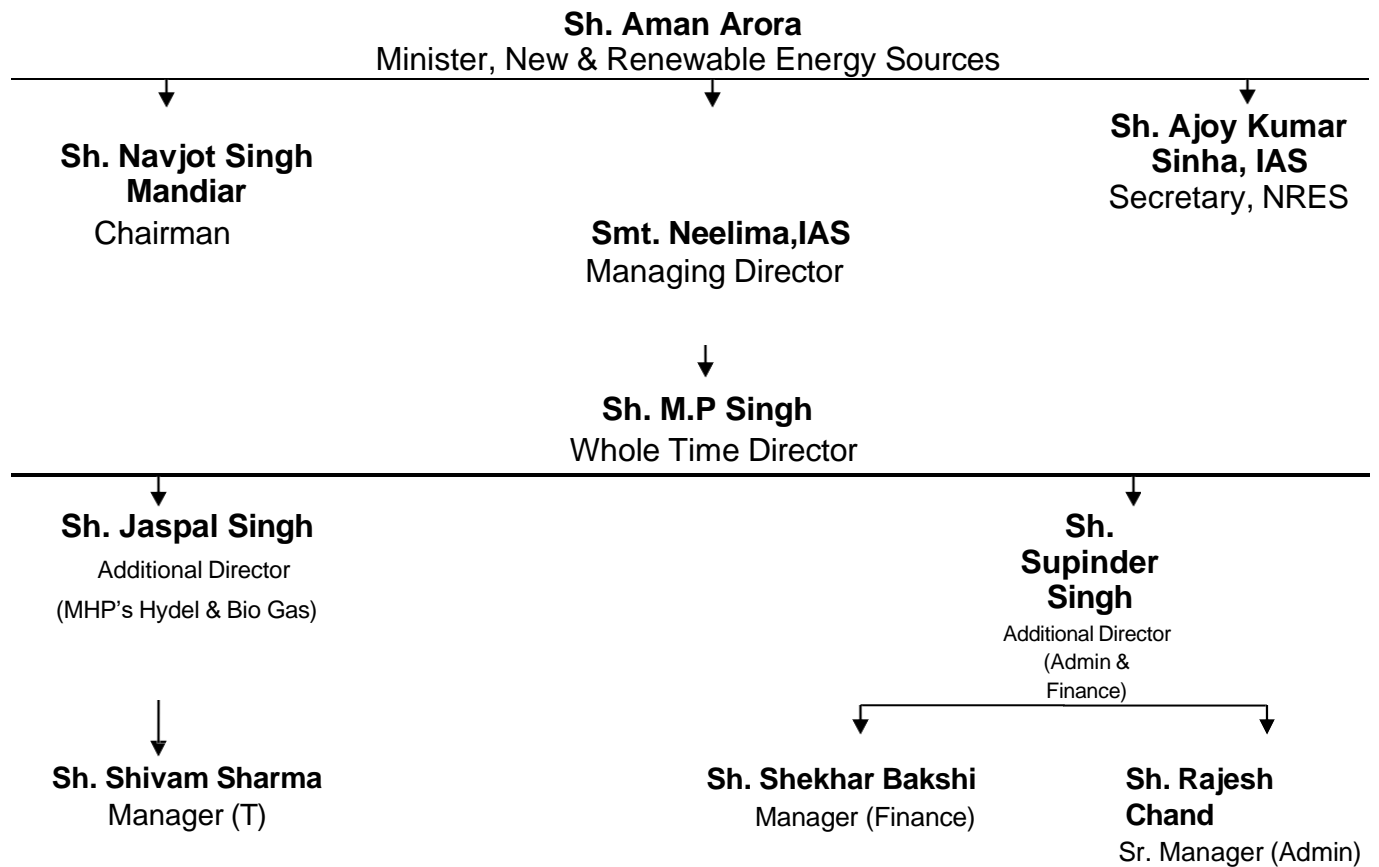 Sh. Aman Arora
Minister, New & Renewable Energy Sources
Sh. Navjot Singh
Mandiar
Chairman
Smt. Neelima,IAS
Managing Director
Sh. Ajoy Kumar
Sinha, IAS
Secretary, NRES
Sh. M.P Singh
Whole Time Director
Sh. Jaspal Singh
Additional Director
(MHP’s Hydel & Bio Gas)
Sh.
Supinder
Singh
Additional Director
(Admin &
Finance)
Sh. Shivam Sharma
Manager (T)
Sh. Shekhar Bakshi
Manager (Finance)
Sh. Rajesh
Chand
Sr. Manager (Admin)